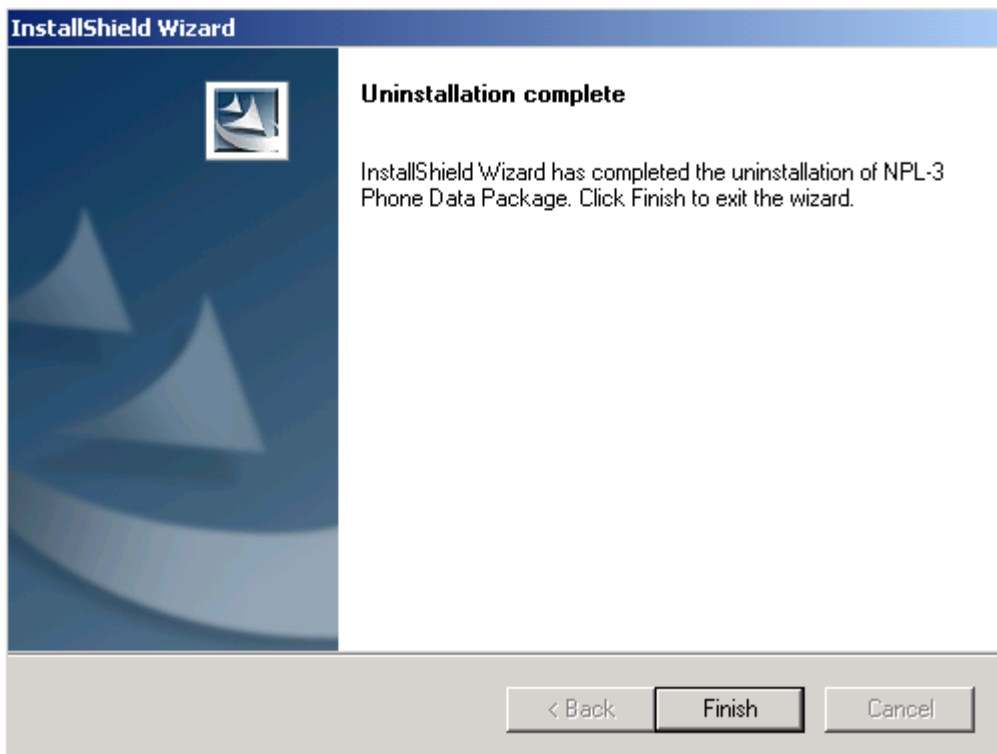 InstallShield Wizard
Uninstallation complete
InstallShield Wizard has completed the uninstallation of NPL-3
Phone Data Package. Click Finish to exit the wizard.
< Back
Finish
Cancel